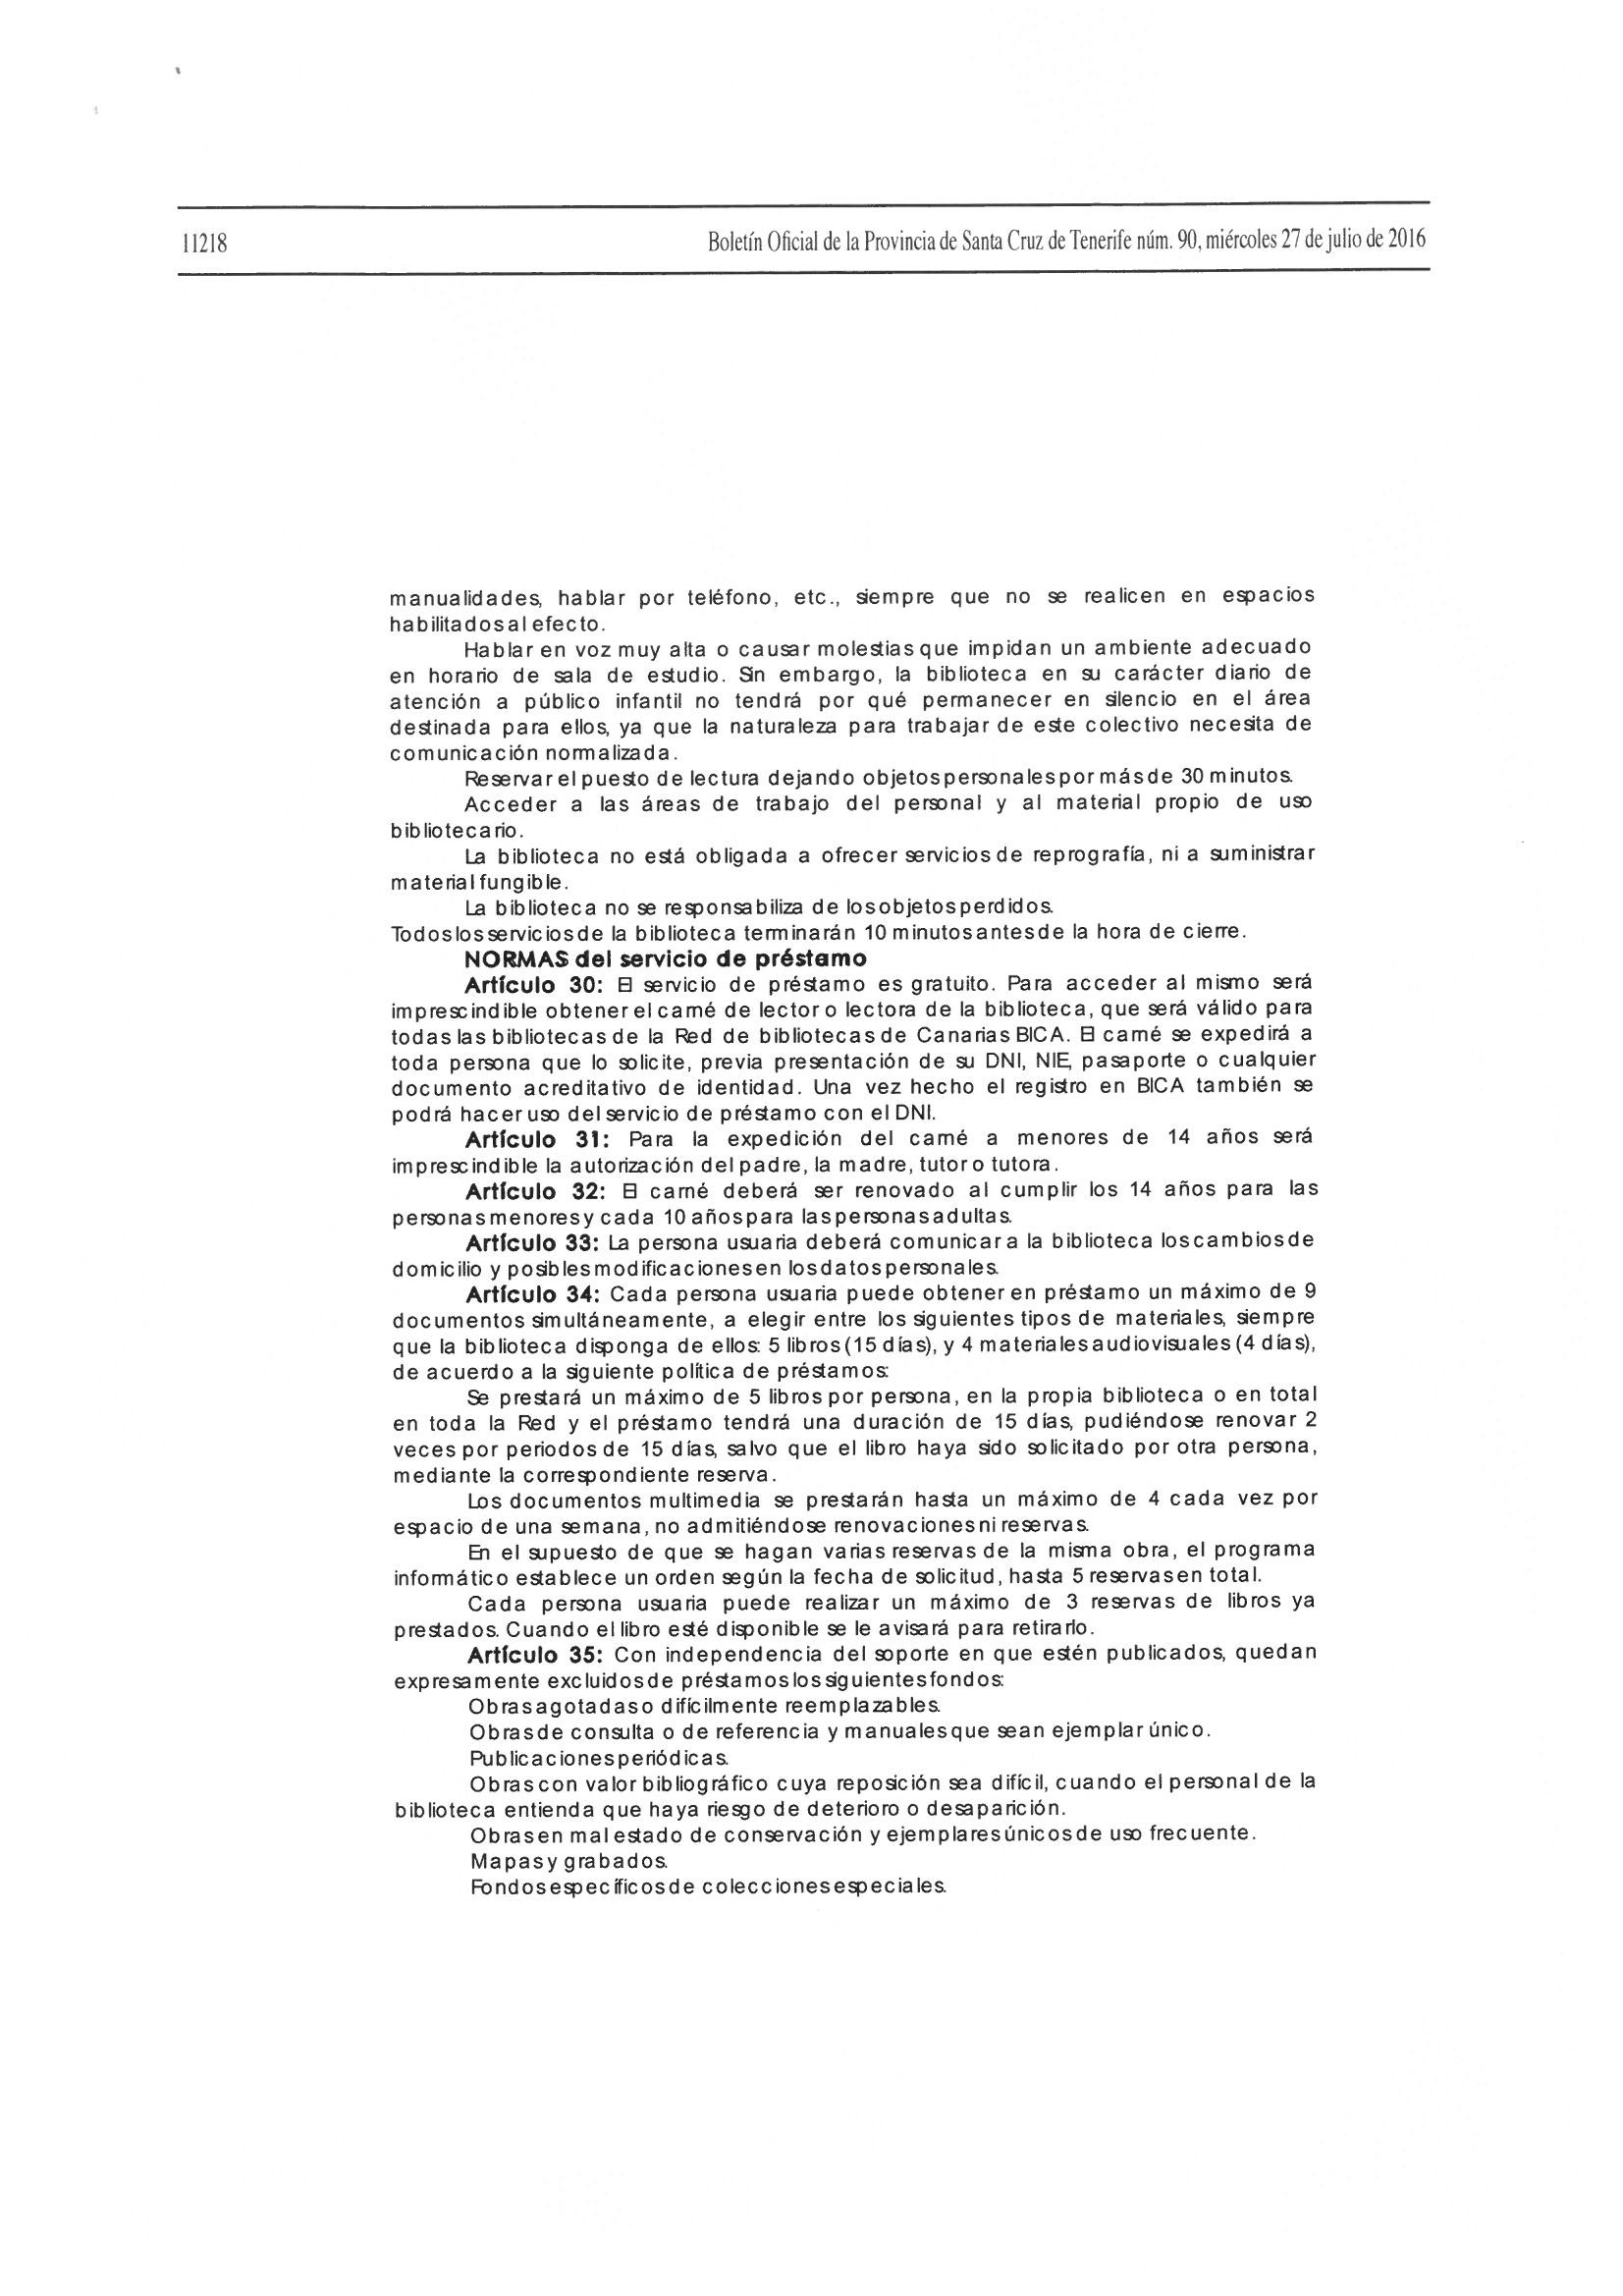 11218
Boletín Oficial de la Provincia de Santa Cruz de Tenerife núm. 90, miércoles 27 de julio de 2016
manualidades, hablar por teléfono, etc., siempre que no se realicen en espacios
habilitados al efecto.
Hablar en voz muy alta o causar molestias que impidan un ambiente adecuado
en horario de sala de estudio. Sin embargo, la biblioteca en su carácter diario de
atención a público infantil no tendrá por qué permanecer en silencio en el área
destinada para ellos, ya que la naturaleza para trabajar de este colectivo necesita de
comunicación normalizada.
Reservar el puesto de lectura dejando objetos personales por más de 30 minutos.
Acceder a las áreas de trabajo del personal y al material propio de uso
bibliotecario.
La biblioteca no está obligada a ofrecer servicios de reprografía, ni a suministrar
material fungible.
La biblioteca no se responsabiliza de los objetos perdidos.
Todos los servicios de la biblioteca terminarán 10 minutos antes de la hora de cierre.
NORMAS del servicio de préstamo
Artículo 30: El servicio de préstamo es gratuito. Para acceder al mismo será
imprescindible obtener el carné de lector o lectora de la biblioteca, que será válido para
todas las bibliotecas de la Red de bibliotecas de Canarias BICA. El carné se expedirá a
toda persona que lo solicite, previa presentación de su DNI, NIE, pasaporte o cualquier
documento acreditativo de identidad. Una vez hecho el registro en BICA también se
podrá hacer uso del servicio de préstamo con el DNI.
Artículo 31: Para la expedición del carné a menores de 14 años será
imprescindible la autorización del padre, la madre, tutor o tutora.
Artículo 32: El carné deberá ser renovado al cumplir los 14 años para las
personas menores y cada 10 años para las personas adultas.
Artículo 33: La persona usuaria deberá comunicar a la biblioteca los cambios de
domicilio y posibles modificaciones en los datos personales.
Artículo 34: Cada persona usuaria puede obtener en préstamo un máximo de 9
documentos simultáneamente, a elegir entre los siguientes tipos de materiales, siempre
que la biblioteca disponga de ellos: 5 libros (15 días), y 4 materiales audiovisuales (4 días),
de acuerdo a la siguiente política de préstamos:
Se prestará un máximo de 5 libros por persona, en la propia biblioteca o en total
en toda la Red y el préstamo tendrá una duración de 15 días, pudiéndose renovar 2
veces por periodos de 15 días, salvo que el libro haya sido solicitado por otra persona,
mediante la correspondiente reserva.
Los documentos multimedia se prestarán hasta un máximo de 4 cada vez por
espacio de una semana, no admitiéndose renovaciones ni reservas.
En el supuesto de que se hagan varias reservas de la misma obra, el programa
informático establece un orden según la fecha de solicitud, hasta 5 reservas en total.
Cada persona usuaria puede realizar un máximo de 3 reservas de libros ya
prestados. Cuando el libro esté disponible se le avisará para retirarlo.
Artículo 35: Con independencia del soporte en que estén publicados, quedan
expresamente excluidos de préstamos los siguientes fondos:
Obras agotadas o difícilmente reemplazables.
Obras de consulta o de referencia y manuales que sean ejemplar único.
Publicaciones periódicas.
Obras con valor bibliográfico cuya reposición sea difícil, cuando el personal de la
biblioteca entienda que haya riesgo de deterioro o desaparición.
Obras en mal estado de conservación y ejemplares únicos de uso frecuente.
Mapas y grabados.
Fondos específicos de colecciones especiales.